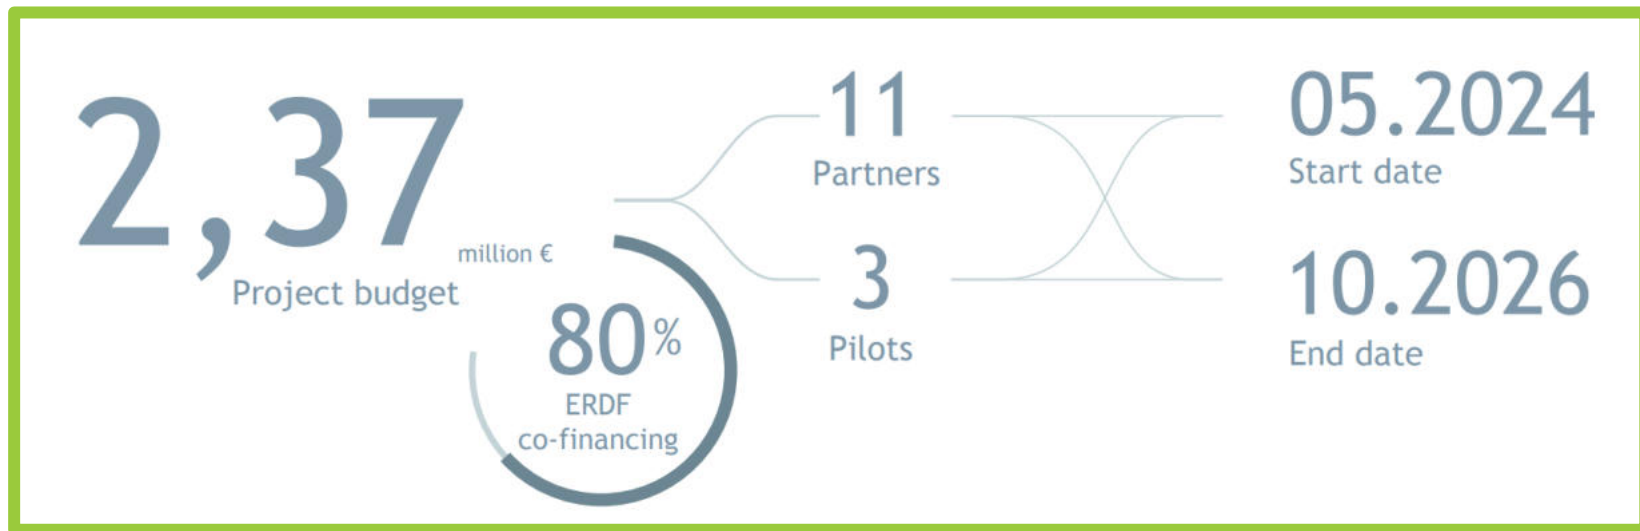 2,37
million €
Project budget
80%
ERDF
co-financing
11
Partners
3
Pilots
05.2024
Start date
10.2026
End date